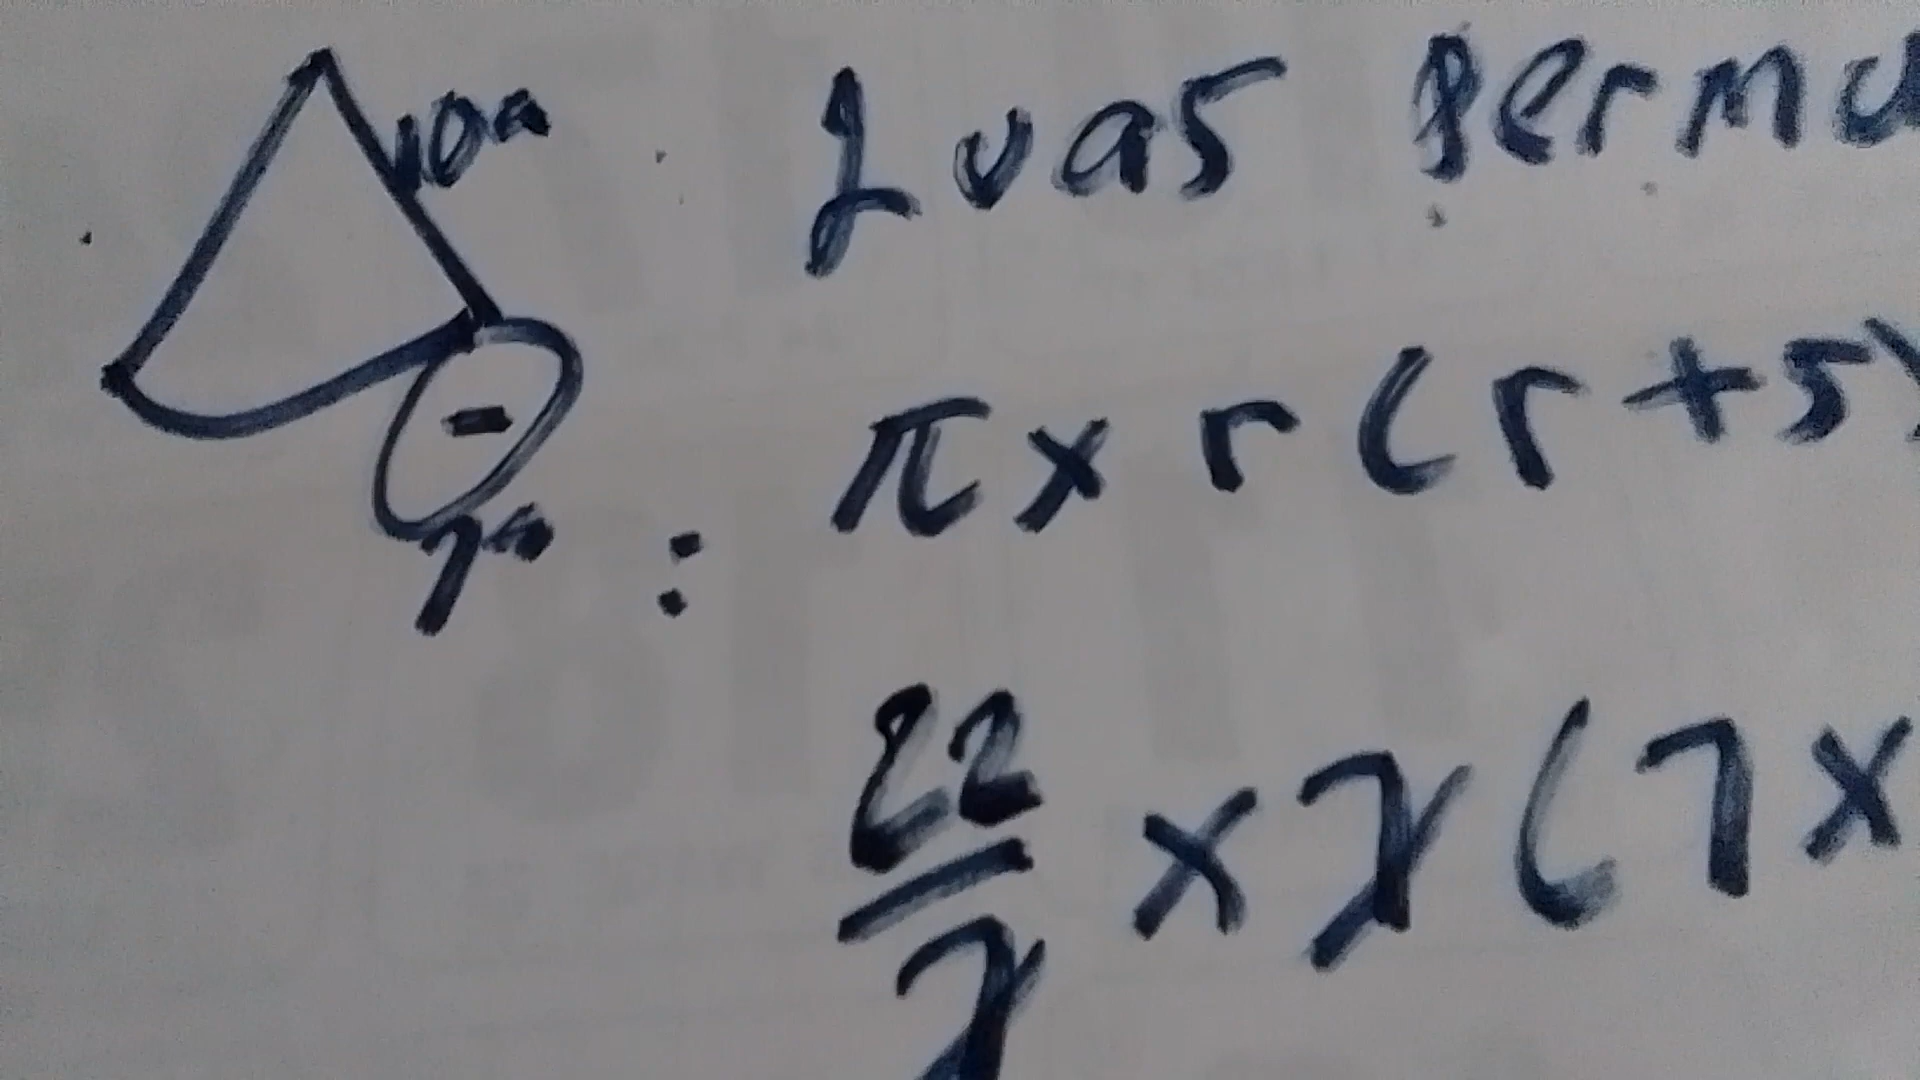 10cm
Luas Permu
π x r (r + s)
7cm :
22/7 x 7 (7 x